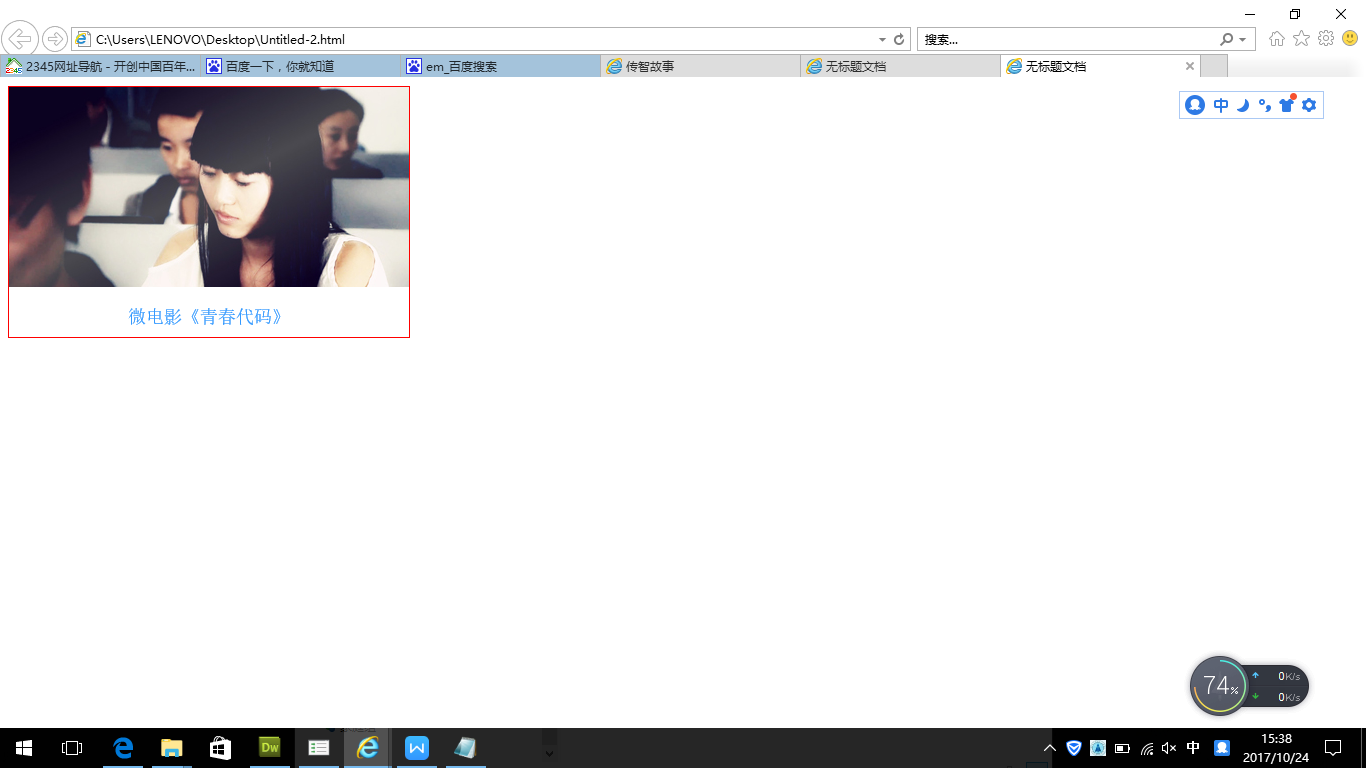 C:\Users\LENOVO\Desktop\Untitled-2.html
搜索...
2345网址导航 - 开创中国百年...
百度一下，你就知道
em_百度搜索
传智故事
无标题文档
无标题文档
中
微电影《青春代码》
74%
0K/s
0K/s
Dw
W
中
15:38
2017/10/24